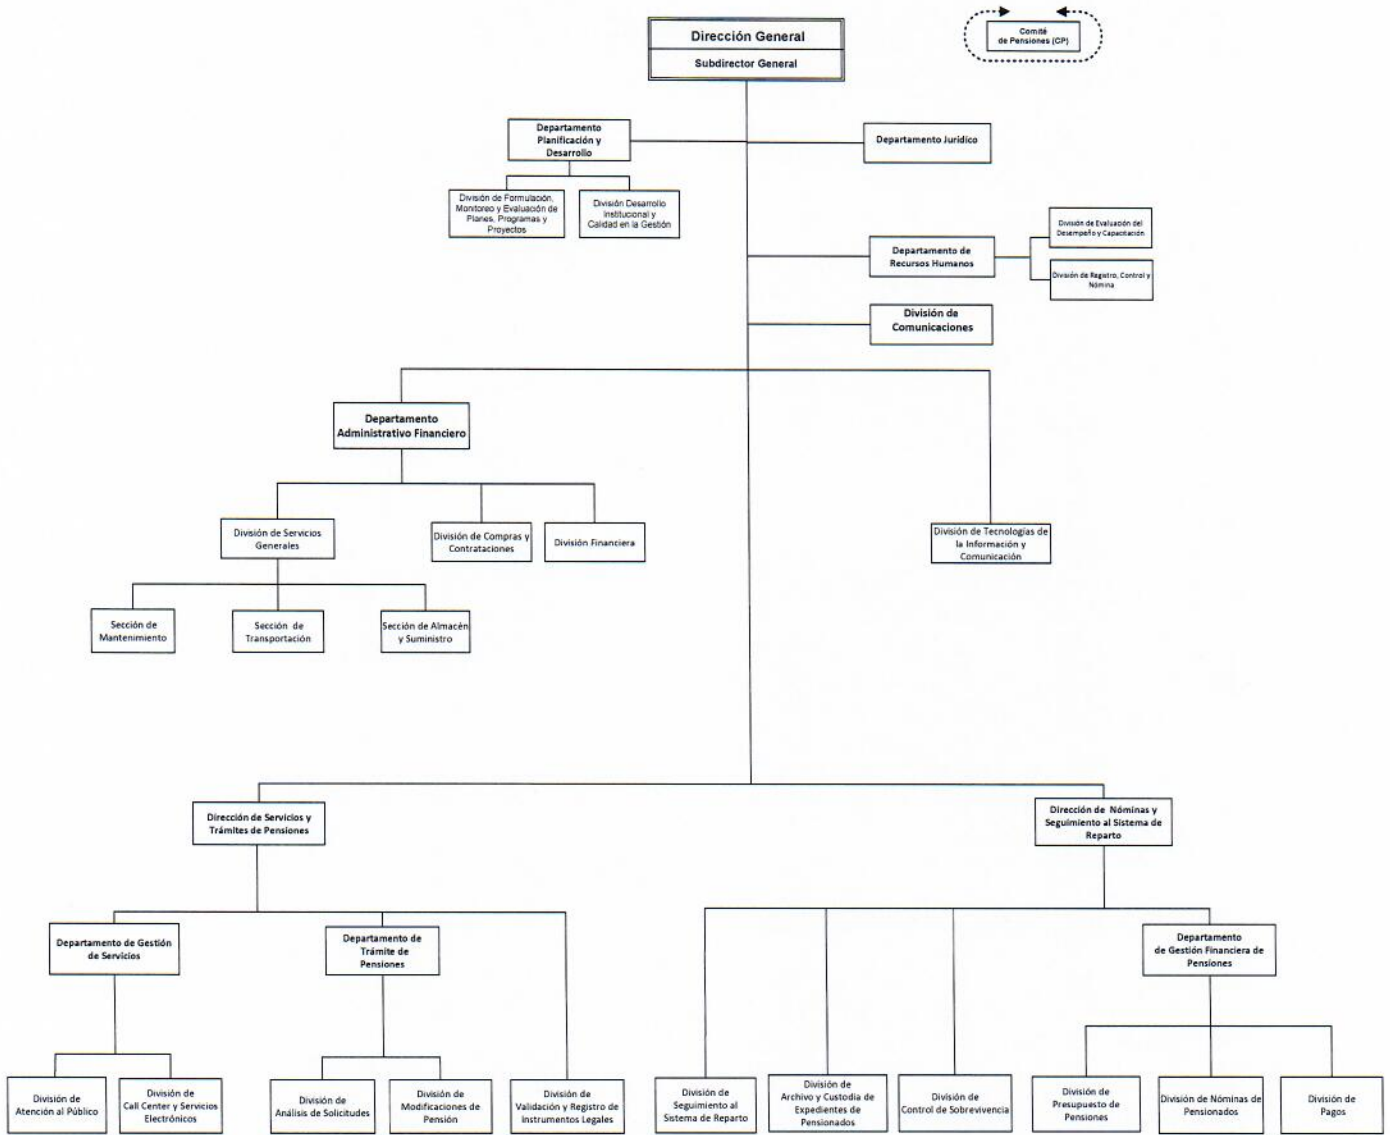 Dirección General
Subdirector General
Comité
de Pensiones (CP)
Departamento
Planificación y
Desarrollo
Departamento Jurídico
División de Formulación,
Monitoreo y Evaluación de
Planes, Programas y
Proyectos
División Desarrollo
Institucional y
Calidad en la Gestión
Departamento de
Recursos Humanos
División de Evaluación del
Desempeño y Capacitación
División de Registro, Control y
Nómina
División de
Comunicaciones
Departamento
Administrativo Financiero
División de Servicios
Generales
División de Compras y
Contrataciones
División Financiera
División de Tecnologías de
la Información y
Comunicación
Sección de
Mantenimiento
Sección de
Transportación
Sección de Almacén
y Suministro
Dirección de Servicios y
Trámites de Pensiones
Dirección de Nóminas y
Seguimiento al Sistema de
Reparto
Departamento de Gestión
de Servicios
Departamento de
Trámite de
Pensiones
Departamento
de Gestión Financiera de
Pensiones
División de
Atención al Público
División de
Call Center y Servicios
Electrónicos
División de
Análisis de Solicitudes
División de
Modificaciones de
Pensión
División de
Validación y Registro de
Instrumentos Legales
División de
Seguimiento al
Sistema de Reparto
División de
Archivo y Custodia de
Expedientes de
Pensionados
División de
Control de Sobrevivencia
División de
Presupuesto de
Pensiones
División de Nóminas de
Pensionados
División de
Pagos